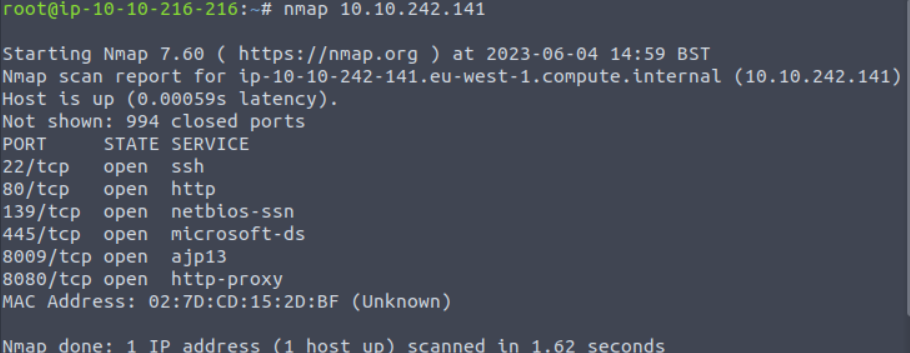 root@ip-10-10-216-216:~# nmap 10.10.242.141
Starting Nmap 7.60 ( https://nmap.org ) at 2023-06-04 14:59 BST
Nmap scan report for ip-10-10-242-141.eu-west-1.compute.internal (10.10.242.141)
Host is up (0.00059s latency).
Not shown: 994 closed ports
PORT     STATE SERVICE
22/tcp   open  ssh
80/tcp   open  http
139/tcp  open  netbios-ssn
445/tcp  open  microsoft-ds
8009/tcp open  ajp13
8080/tcp open  http-proxy
MAC Address: 02:7D:CD:15:2D:BF (Unknown)
Nmap done: 1 IP address (1 host up) scanned in 1.62 seconds